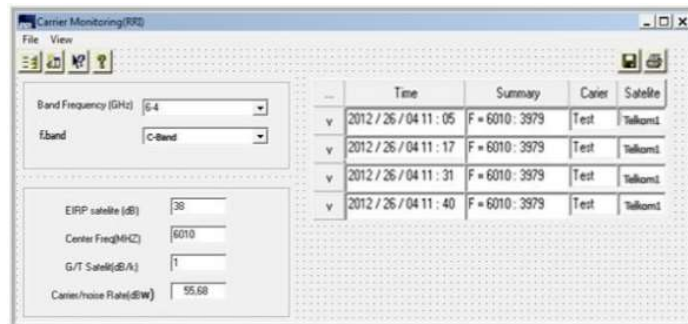 Carrier Monitoring(RRI)
File View
Band Frequency (GHz) 6-4
f.band C-Band
... Time Summary Carier Satelite
v 2012 / 26 / 04 11 : 05 F = 6010 : 3979 Test Telkom1
v 2012 / 26 / 04 11 : 17 F = 6010 : 3979 Test Telkom1
v 2012 / 26 / 04 11 : 31 F = 6010 : 3979 Test Telkom1
v 2012 / 26 / 04 11 : 40 F = 6010 : 3979 Test Telkom1
EIRP satelite (dB) 38
Center Freq(MHZ) 6010
G/T Satelit(dB/k) 1
Carrier/noise Rate(dBW) 55,68